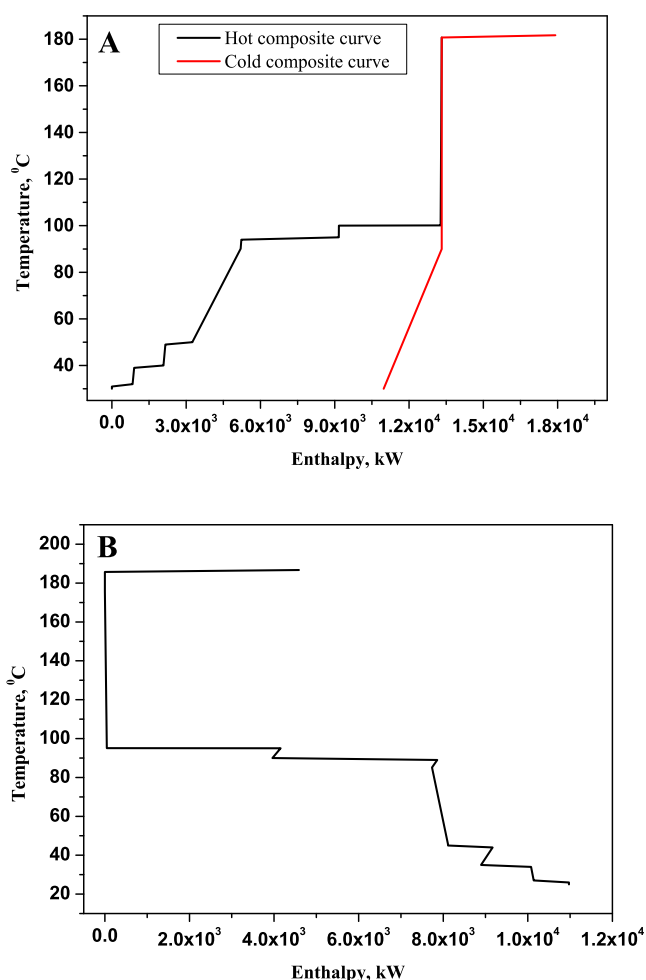 A
Hot composite curve
Cold composite curve
180
160
140
120
100
80
60
40
Temperature, ⁰C
0.0 3.0x10³ 6.0x10³ 9.0x10³ 1.2x10⁴ 1.5x10⁴ 1.8x10⁴
Enthalpy, kW
B
200
180
160
140
120
100
80
60
40
20
Temperature, ⁰C
0.0 2.0x10³ 4.0x10³ 6.0x10³ 8.0x10³ 1.0x10⁴ 1.2x10⁴
Enthalpy, kW